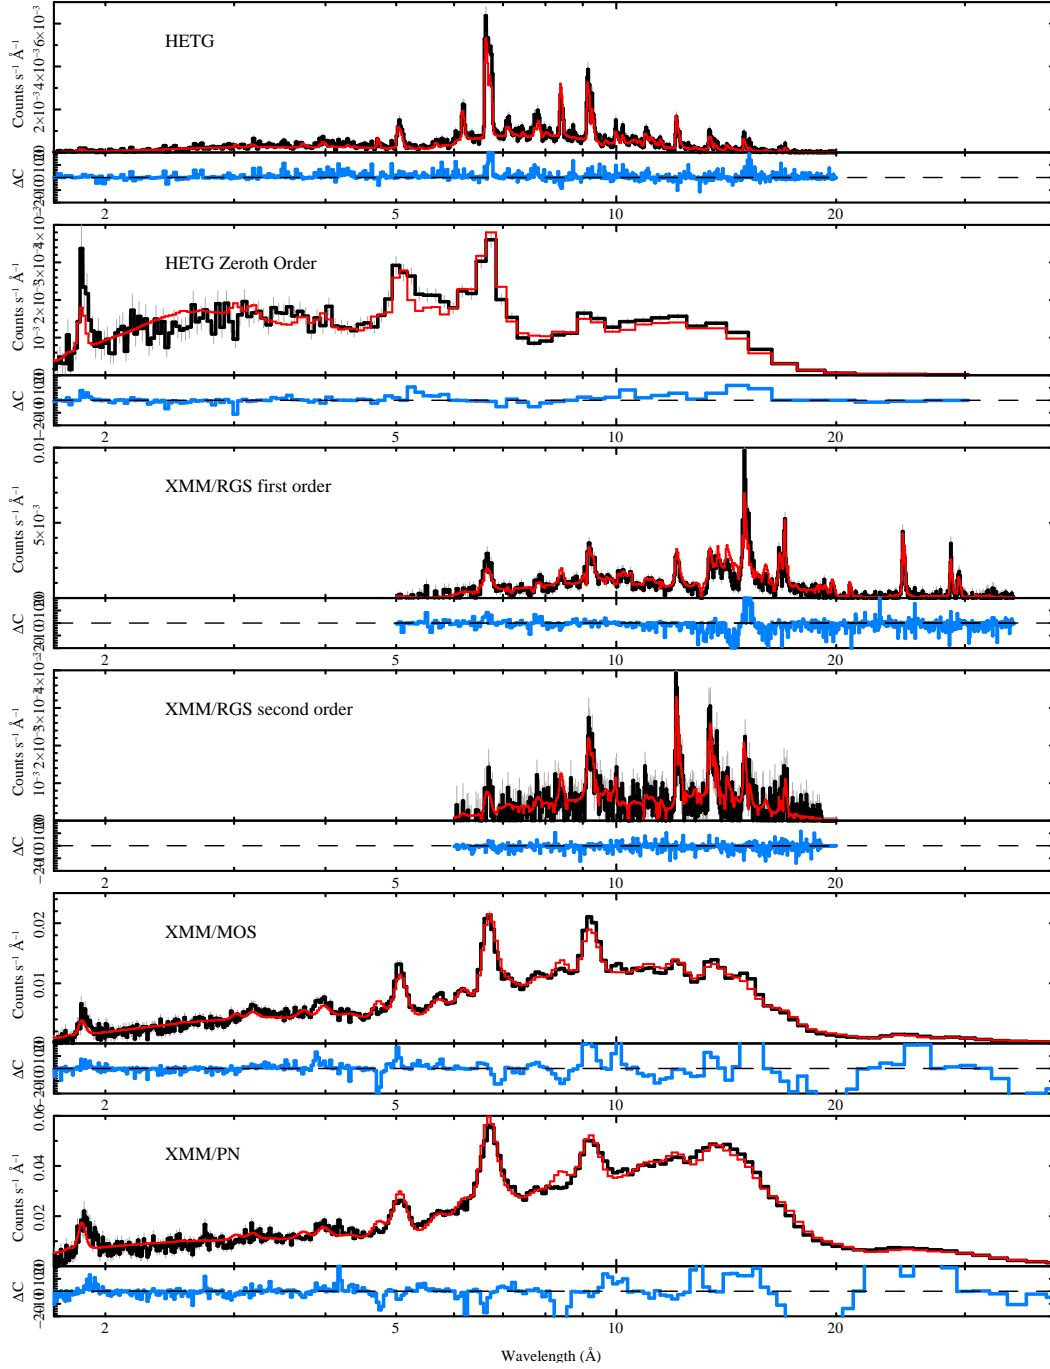 HETG
Counts s⁻¹ Å⁻¹
2×10⁻³ 4×10⁻³ 6×10⁻³
ΔC
2 5 10 20
HETG Zeroth Order
Counts s⁻¹ Å⁻¹
10⁻³ 2×10⁻³ 3×10⁻³ 4×10⁻³
ΔC
2 5 10 20
XMM/RGS first order
Counts s⁻¹ Å⁻¹
5×10⁻³ 0.01
ΔC
2 5 10 20
XMM/RGS second order
Counts s⁻¹ Å⁻¹
10⁻³ 2×10⁻³ 3×10⁻³ 4×10⁻³
ΔC
2 5 10 20
XMM/MOS
Counts s⁻¹ Å⁻¹
0.01 0.02
ΔC
2 5 10 20
XMM/PN
Counts s⁻¹ Å⁻¹
0.02 0.04 0.06
ΔC
2 5 10 20
Wavelength (Å)